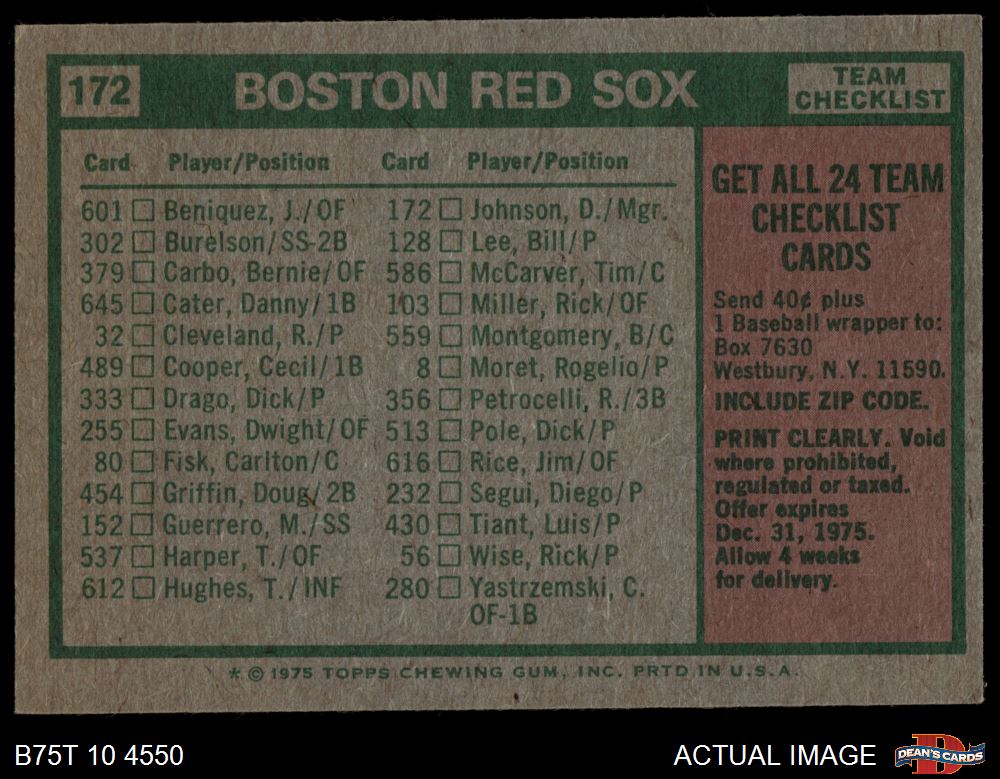 172
BOSTON RED SOX
TEAM
CHECKLIST
Card Player/Position Card Player/Position
601 Beniquez, J./OF 172 Johnson, D./Mgr.
302 Burelson/SS-2B 128 Lee, Bill/P
379 Carbo, Bernie/OF 586 McCarver, Tim/C
645 Cater, Danny/1B 103 Miller, Rick/OF
32 Cleveland, R./P 559 Montgomery, B/C
489 Cooper, Cecil/1B 8 Moret, Rogelio/P
333 Drago, Dick/P 356 Petrocelli, R./3B
255 Evans, Dwight/OF 513 Pole, Dick/P
80 Fisk, Carlton/C 616 Rice, Jim/OF
454 Griffin, Doug/2B 232 Segui, Diego/P
152 Guerrero, M./SS 430 Tiant, Luis/P
537 Harper, T./OF 56 Wise, Rick/P
612 Hughes, T./INF 280 Yastrzemski, C.
OF-1B
GET ALL 24 TEAM
CHECKLIST
CARDS
Send 40¢ plus
1 Baseball wrapper to:
Box 7630
Westbury, N.Y. 11590.
INCLUDE ZIP CODE.
PRINT CLEARLY. Void
where prohibited,
regulated or taxed.
Offer expires
Dec. 31, 1975.
Allow 4 weeks
for delivery.
* © 1975 TOPPS CHEWING GUM, INC. PRTD IN U.S.A.
B75T 10 4550
ACTUAL IMAGE
DEAN'S CARDS